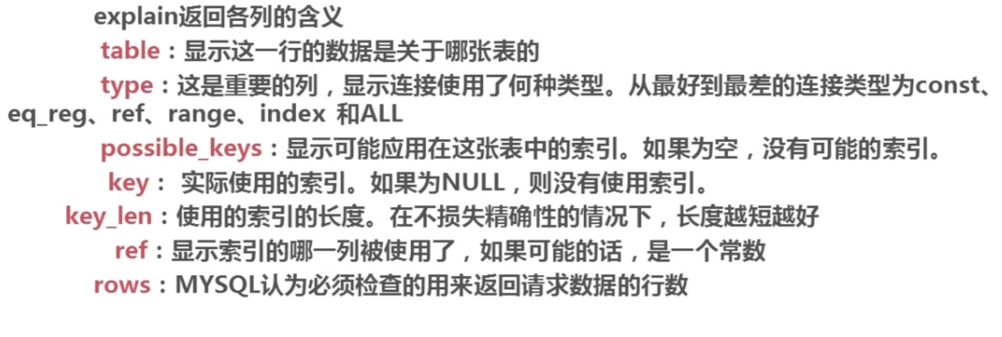 explain返回各列的含义
table：显示这一行的数据是关于哪张表的
type：这是重要的列，显示连接使用了何种类型。从最好到最差的连接类型为const、
eq_reg、ref、range、index 和ALL
possible_keys：显示可能应用在这张表中的索引。如果为空，没有可能的索引。
key： 实际使用的索引。如果为NULL，则没有使用索引。
key_len：使用的索引的长度。在不损失精确性的情况下，长度越短越好
ref：显示索引的哪一列被使用了，如果可能的话，是一个常数
rows：MYSQL认为必须检查的用来返回请求数据的行数